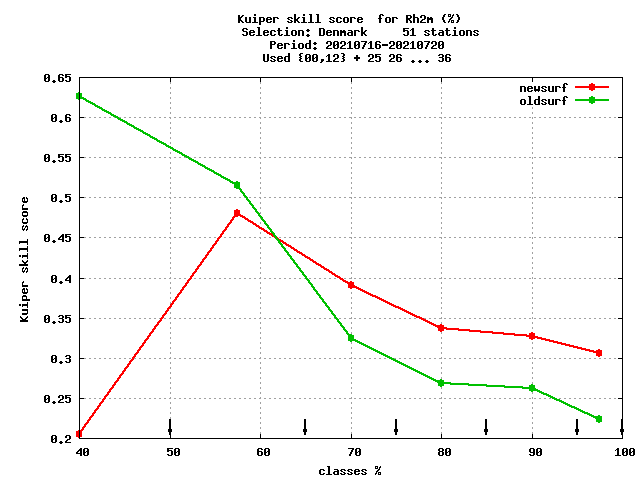 Kuiper skill score  for Rh2m (%)
Selection: Denmark     51 stations
Period: 20210716-20210720
Used {00,12} + 25 26 ... 36
newsurf
oldsurf
0.65
0.6
0.55
0.5
0.45
0.4
0.35
0.3
0.25
0.2
Kuiper skill score
40 50 60 70 80 90 100
classes %